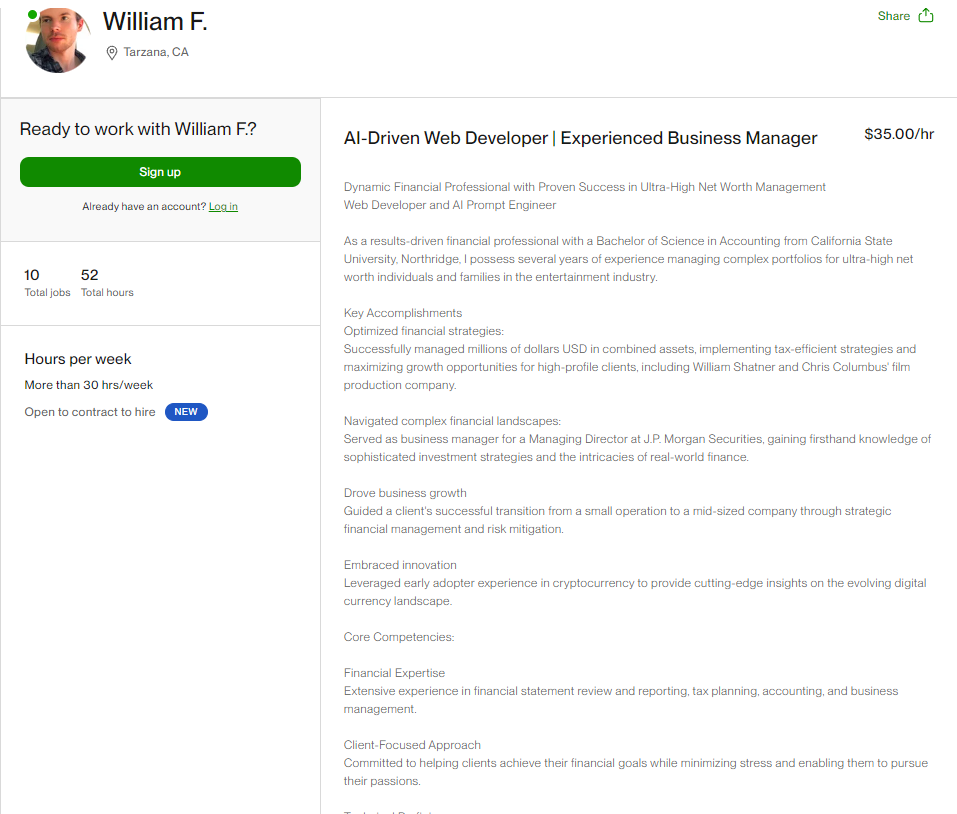 William F.
Share
Tarzana, CA
Ready to work with William F.?
Sign up
Already have an account? Log in
10
52
Total jobs
Total hours
Hours per week
More than 30 hrs/week
Open to contract to hire
NEW
AI-Driven Web Developer | Experienced Business Manager
$35.00/hr
Dynamic Financial Professional with Proven Success in Ultra-High Net Worth Management
Web Developer and AI Prompt Engineer
As a results-driven financial professional with a Bachelor of Science in Accounting from California State
University, Northridge, I possess several years of experience managing complex portfolios for ultra-high net
worth individuals and families in the entertainment industry.
Key Accomplishments
Optimized financial strategies:
Successfully managed millions of dollars USD in combined assets, implementing tax-efficient strategies and
maximizing growth opportunities for high-profile clients, including William Shatner and Chris Columbus' film
production company.
Navigated complex financial landscapes:
Served as business manager for a Managing Director at J.P. Morgan Securities, gaining firsthand knowledge of
sophisticated investment strategies and the intricacies of real-world finance.
Drove business growth
Guided a client's successful transition from a small operation to a mid-sized company through strategic
financial management and risk mitigation.
Embraced innovation
Leveraged early adopter experience in cryptocurrency to provide cutting-edge insights on the evolving digital
currency landscape.
Core Competencies:
Financial Expertise
Extensive experience in financial statement review and reporting, tax planning, accounting, and business
management.
Client-Focused Approach
Committed to helping clients achieve their financial goals while minimizing stress and enabling them to pursue
their passions.